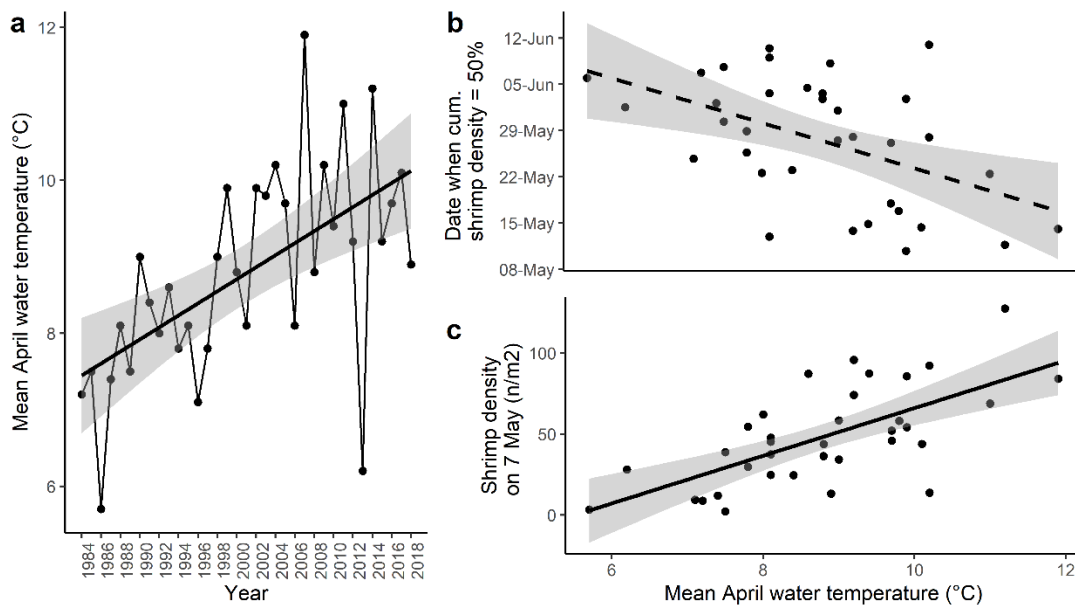 a
Mean April water temperature (°C)
12
10
8
6
1984
1986
1988
1990
1992
1994
1996
1998
2000
2002
2004
2006
2008
2010
2012
2014
2016
2018
Year
b
Date when cum.
shrimp density = 50%
12-Jun
05-Jun
29-May
22-May
15-May
08-May
c
Shrimp density
on 7 May (n/m2)
100
50
0
6
8
10
12
Mean April water temperature (°C)